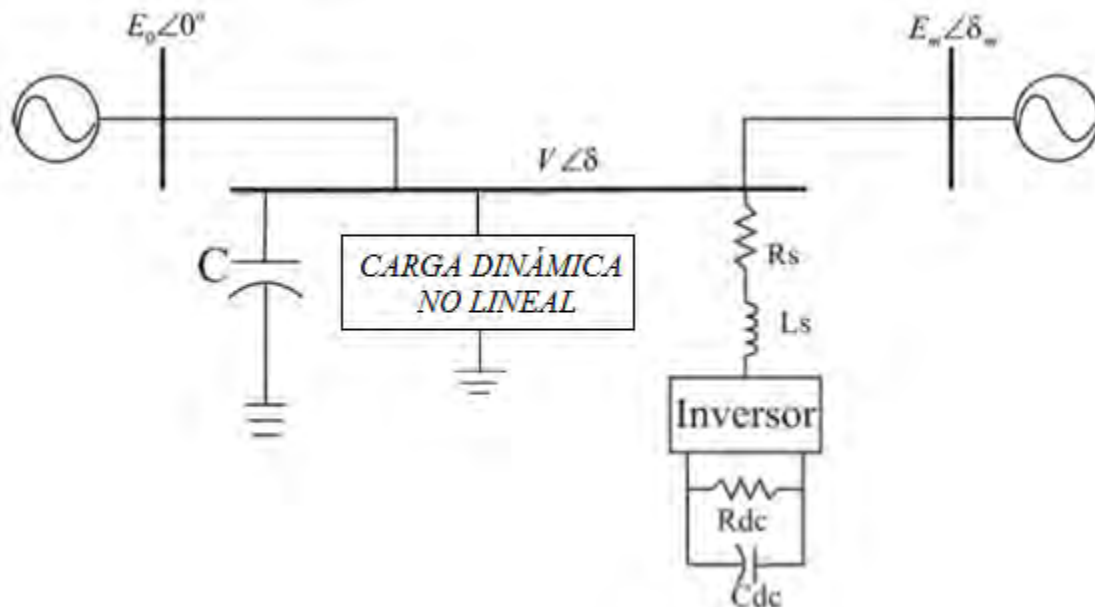 E₀∠0°
Eₘ∠δₘ
V∠δ
C
CARGA DINÁMICA
NO LINEAL
Rs
Ls
Inversor
Rdc
Cdc